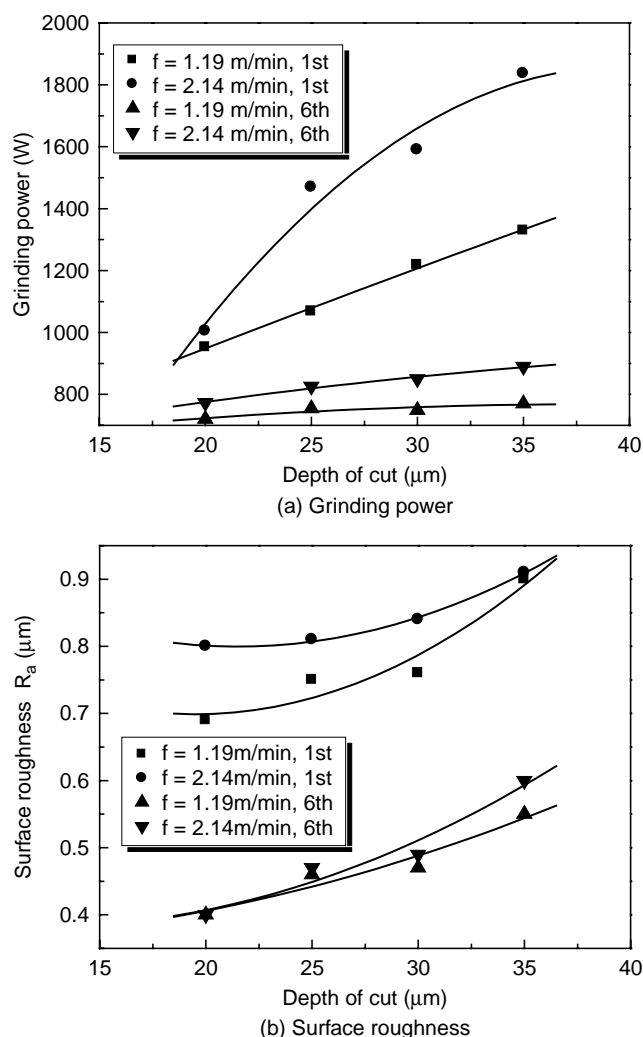 2000
1800
1600
1400
1200
1000
800
Grinding power (W)
f = 1.19 m/min, 1st
f = 2.14 m/min, 1st
f = 1.19 m/min, 6th
f = 2.14 m/min, 6th
15 20 25 30 35 40
Depth of cut (μm)
(a) Grinding power
0.9
0.8
0.7
0.6
0.5
0.4
Surface roughness Ra (μm)
f = 1.19m/min, 1st
f = 2.14m/min, 1st
f = 1.19m/min, 6th
f = 2.14m/min, 6th
15 20 25 30 35 40
Depth of cut (μm)
(b) Surface roughness